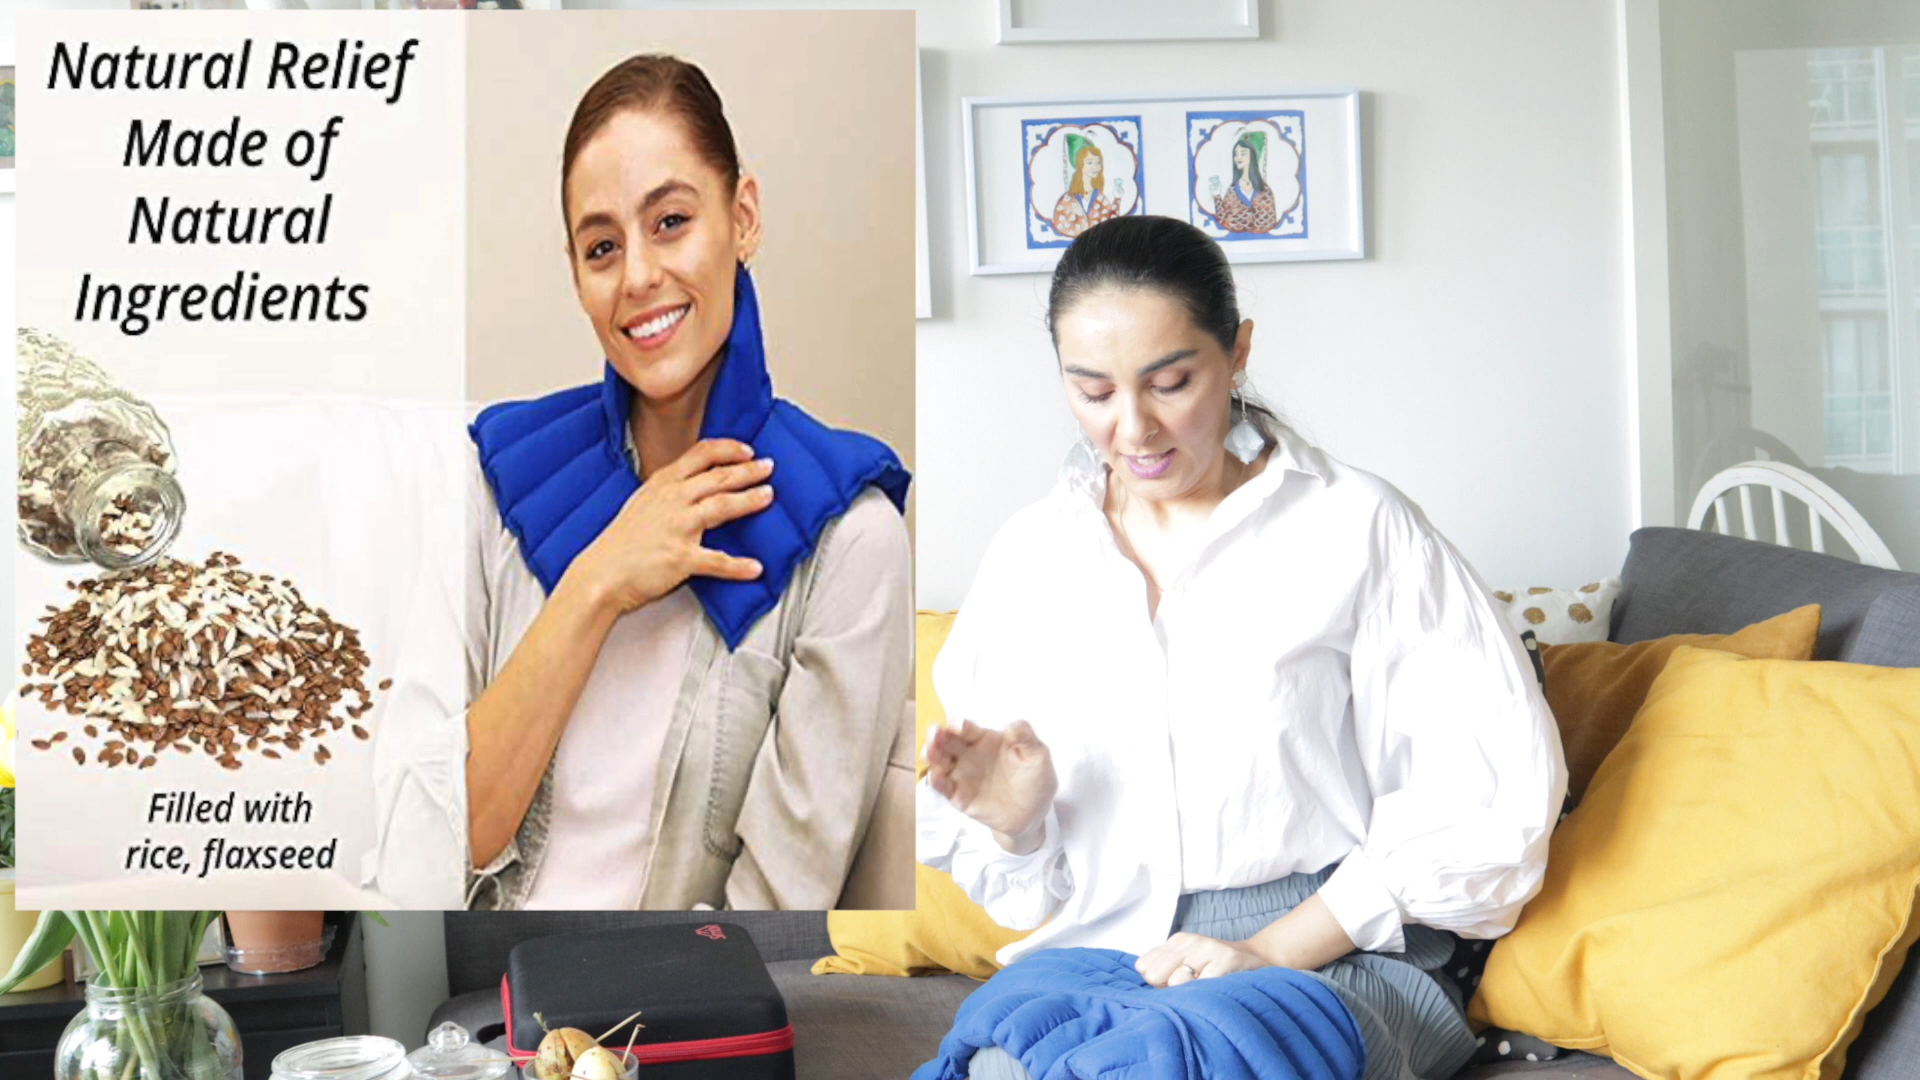 Natural Relief
Made of
Natural
Ingredients
Filled with
rice, flaxseed